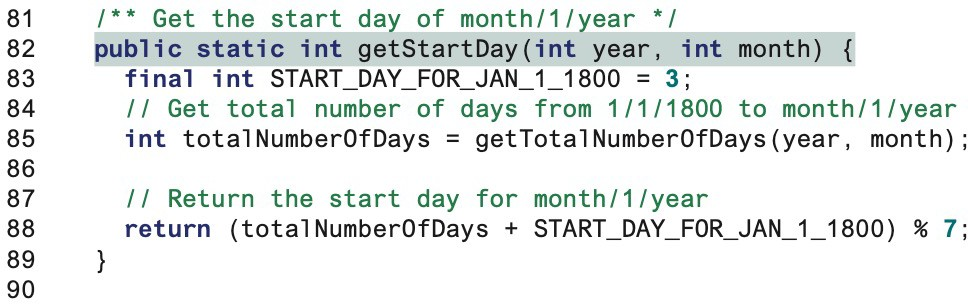 81 /** Get the start day of month/1/year */
82 public static int getStartDay(int year, int month) {
83 final int START_DAY_FOR_JAN_1_1800 = 3;
84 // Get total number of days from 1/1/1800 to month/1/year
85 int totalNumberOfDays = getTotalNumberOfDays(year, month);
86
87 // Return the start day for month/1/year
88 return (totalNumberOfDays + START_DAY_FOR_JAN_1_1800) % 7;
89 }
90